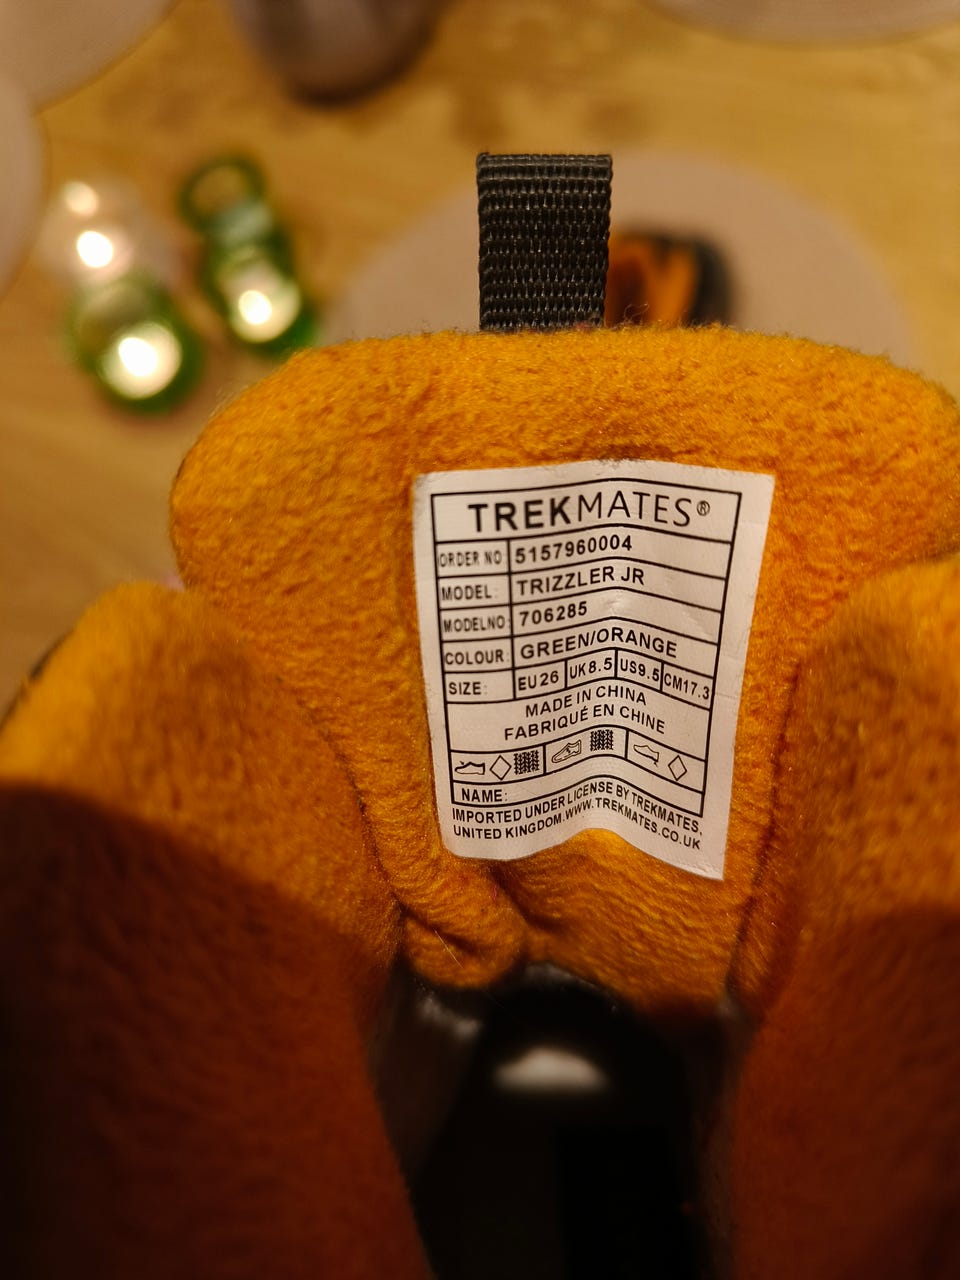 TREKMATES®
ORDER NO 5157960004
MODEL: TRIZZLER JR
MODELNO: 706285
COLOUR: GREEN/ORANGE
SIZE: EU 26 UK 8.5 US9.5 CM17.3
MADE IN CHINA
FABRIQUÉ EN CHINE
NAME:
IMPORTED UNDER LICENSE BY TREKMATES,
UNITED KINGDOM.WWW.TREKMATES.CO.UK